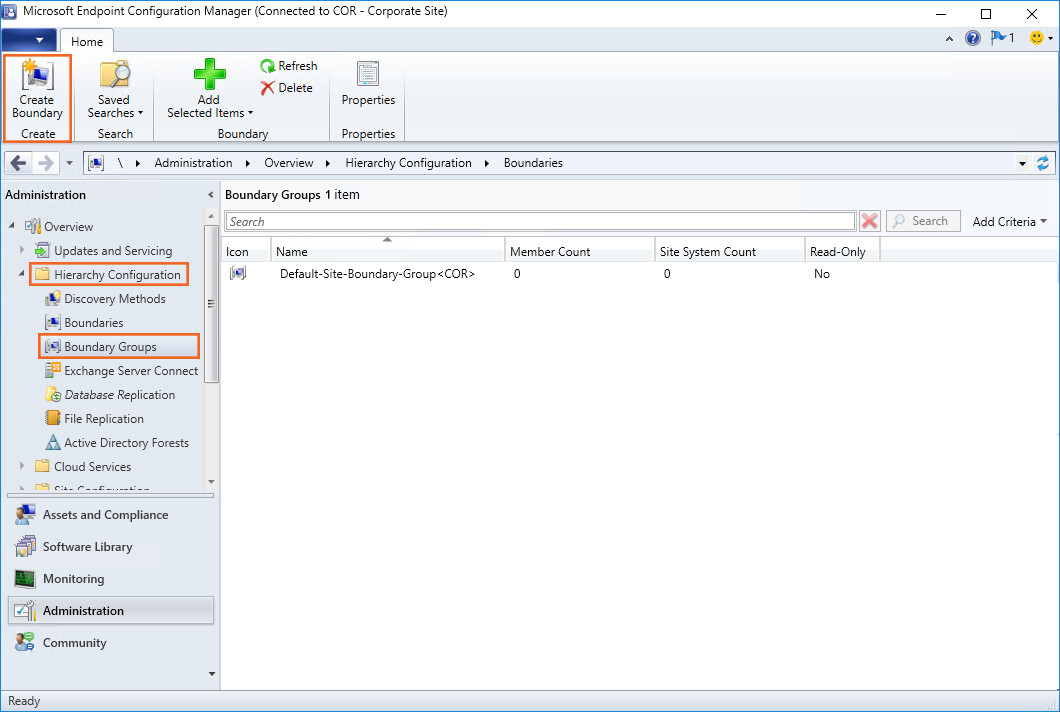 Microsoft Endpoint Configuration Manager (Connected to COR - Corporate Site)
Home
1
Create
Boundary
Create
Saved
Searches
Search
Add
Selected Items
Refresh
Delete
Boundary
Properties
Properties
\ Administration Overview Hierarchy Configuration Boundaries
Administration
Overview
Updates and Servicing
Hierarchy Configuration
Discovery Methods
Boundaries
Boundary Groups
Exchange Server Connect
Database Replication
File Replication
Active Directory Forests
Cloud Services
Site Configuration
Assets and Compliance
Software Library
Monitoring
Administration
Community
Boundary Groups 1 item
Search
Search
Add Criteria
Icon Name Member Count Site System Count Read-Only
Default-Site-Boundary-Group<COR> 0 0 No
Ready